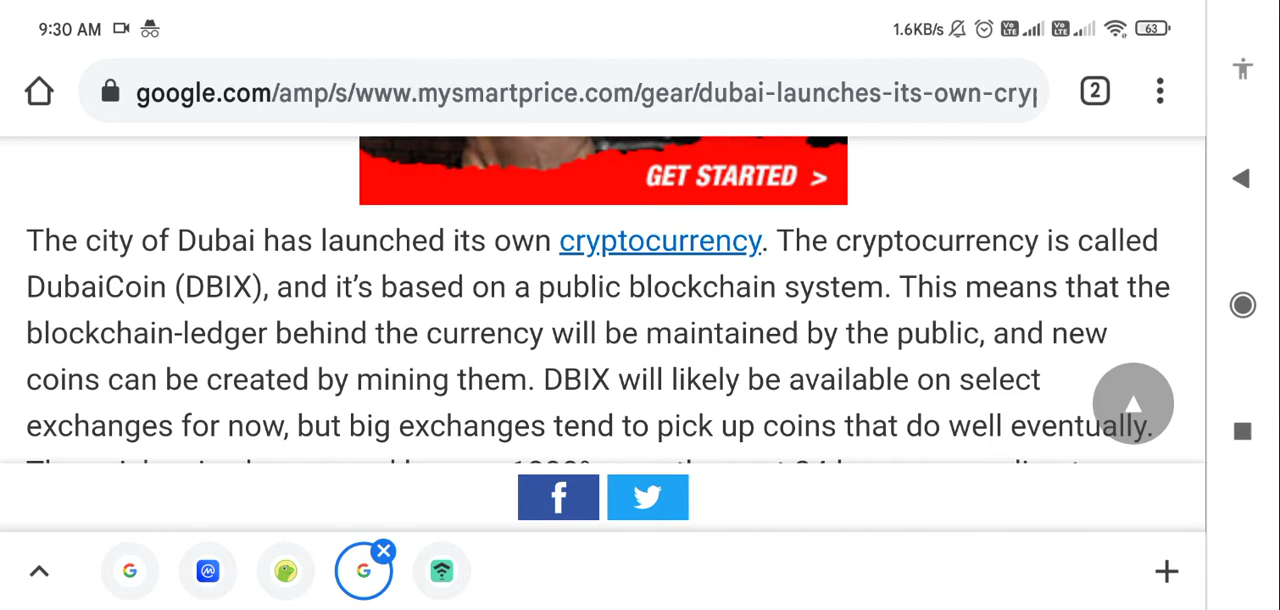 9:30 AM
1.6KB/s
63
google.com/amp/s/www.mysmartprice.com/gear/dubai-launches-its-own-cryp
2
GET STARTED >
The city of Dubai has launched its own cryptocurrency. The cryptocurrency is called
DubaiCoin (DBIX), and it’s based on a public blockchain system. This means that the
blockchain-ledger behind the currency will be maintained by the public, and new
coins can be created by mining them. DBIX will likely be available on select
exchanges for now, but big exchanges tend to pick up coins that do well eventually.